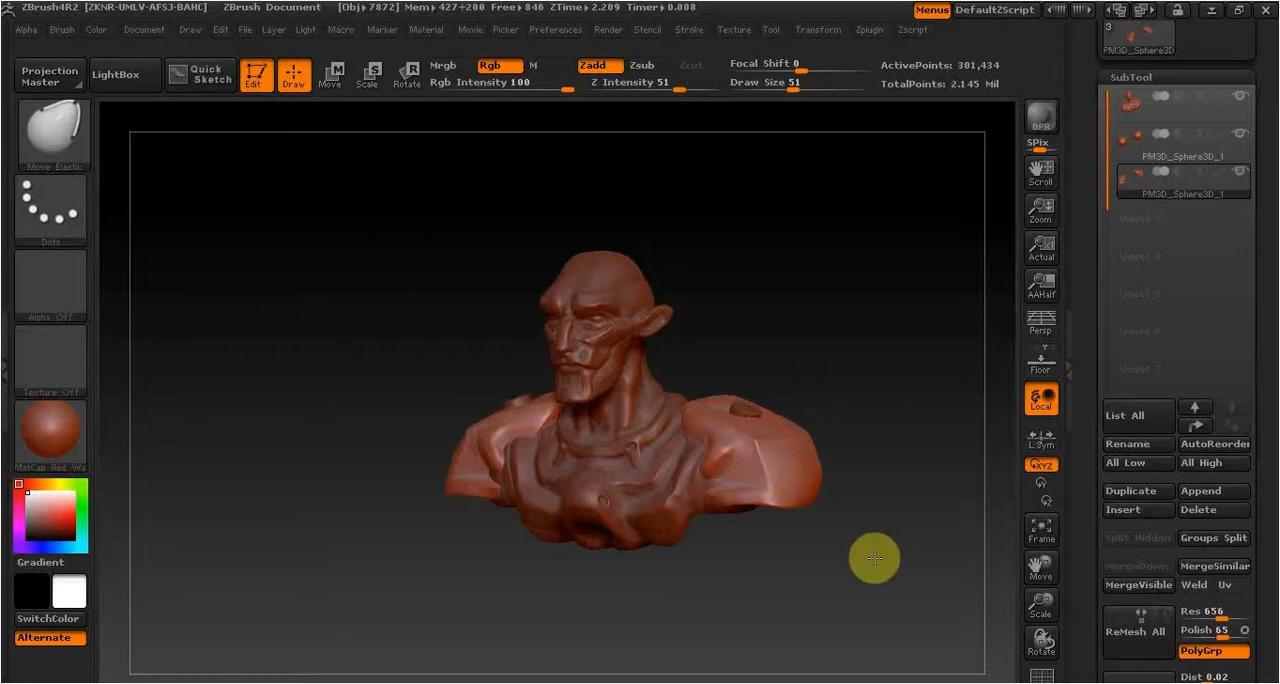 ZBrush4R2 [ZKNR-UMLV-AFSJ-BAHC] ZBrush Document [Obj•7872] Mem•427+200 Free•846 ZTime•2.209 Timer•0.008 Menus DefaultZScript
Alpha Brush Color Document Draw Edit File Layer Light Macro Marker Material Movie Picker Preferences Render Stencil Stroke Texture Tool Transform Zplugin Zscript
3
PM3D_Sphere3D
Projection Master
LightBox
Quick Sketch
Edit
Draw
Move
Scale
Rotate
Mrgb Rgb M
Rgb Intensity 100
Zadd Zsub Zcut
Z Intensity 51
Focal Shift 0
Draw Size 51
ActivePoints: 301,434
TotalPoints: 2.145 Mil
Move Elastic
Dots
Alpha Off
Texture Off
MatCap Red Wa
Gradient
SwitchColor
Alternate
BPR
SPix
Scroll
Zoom
Actual
AAHalf
Persp
Floor
Local
L.Sym
XYZ
Frame
Move
Scale
Rotate
SubTool
PM3D_Sphere3D_1
PM3D_Sphere3D_1
List All
Rename AutoReorder
All Low All High
Duplicate Append
Insert Delete
Split Hidden Groups Split
MergeDown MergeSimilar
MergeVisible Weld Uv
ReMesh All
Res 656
Polish 65
PolyGrp
Dist 0.02